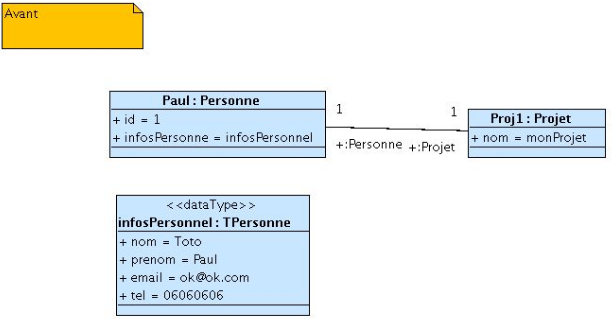 Avant
Paul : Personne
+ id = 1
+ infosPersonne = infosPersonnel
1
1
+:Personne
+:Projet
Proj1 : Projet
+ nom = monProjet
<<dataType>>
infosPersonnel : TPersonne
+ nom = Toto
+ prenom = Paul
+ email = ok@ok.com
+ tel = 06060606